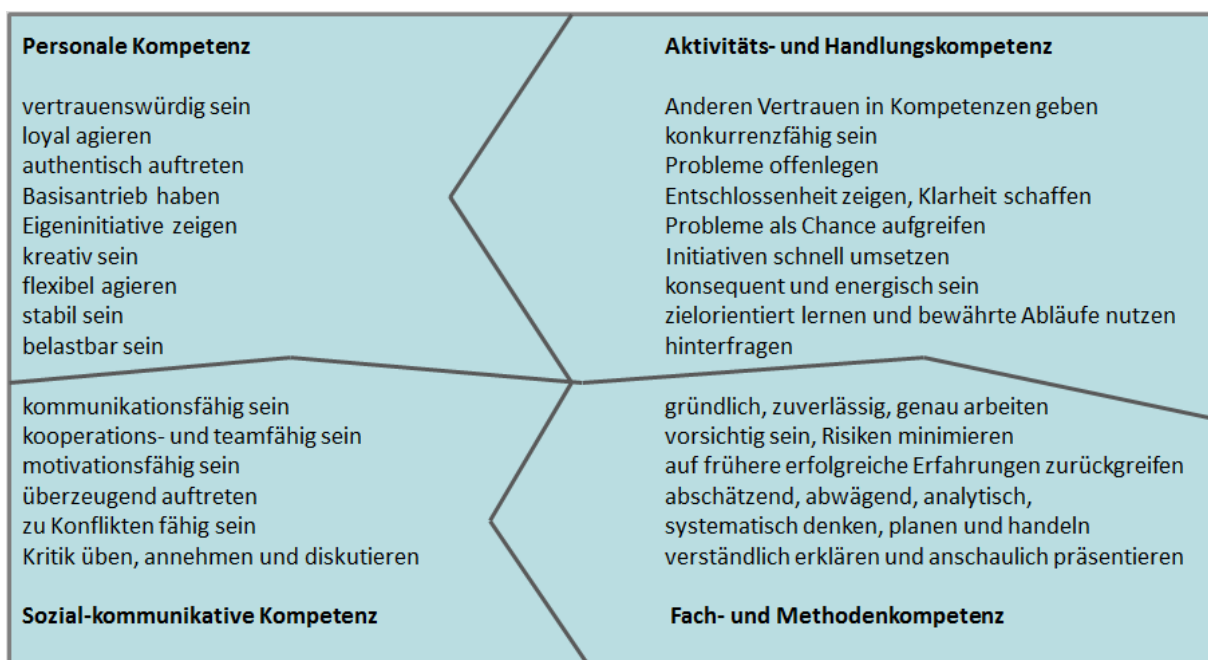 Personale Kompetenz
vertrauenswürdig sein
loyal agieren
authentisch auftreten
Basisantrieb haben
Eigeninitiative zeigen
kreativ sein
flexibel agieren
stabil sein
belastbar sein
Aktivitäts- und Handlungskompetenz
Anderen Vertrauen in Kompetenzen geben
konkurrenzfähig sein
Probleme offenlegen
Entschlossenheit zeigen, Klarheit schaffen
Probleme als Chance aufgreifen
Initiativen schnell umsetzen
konsequent und energisch sein
zielorientiert lernen und bewährte Abläufe nutzen
hinterfragen
kommunikationsfähig sein
kooperations- und teamfähig sein
motivationsfähig sein
überzeugend auftreten
zu Konflikten fähig sein
Kritik üben, annehmen und diskutieren
Sozial-kommunikative Kompetenz
gründlich, zuverlässig, genau arbeiten
vorsichtig sein, Risiken minimieren
auf frühere erfolgreiche Erfahrungen zurückgreifen
abschätzend, abwägend, analytisch,
systematisch denken, planen und handeln
verständlich erklären und anschaulich präsentieren
Fach- und Methodenkompetenz